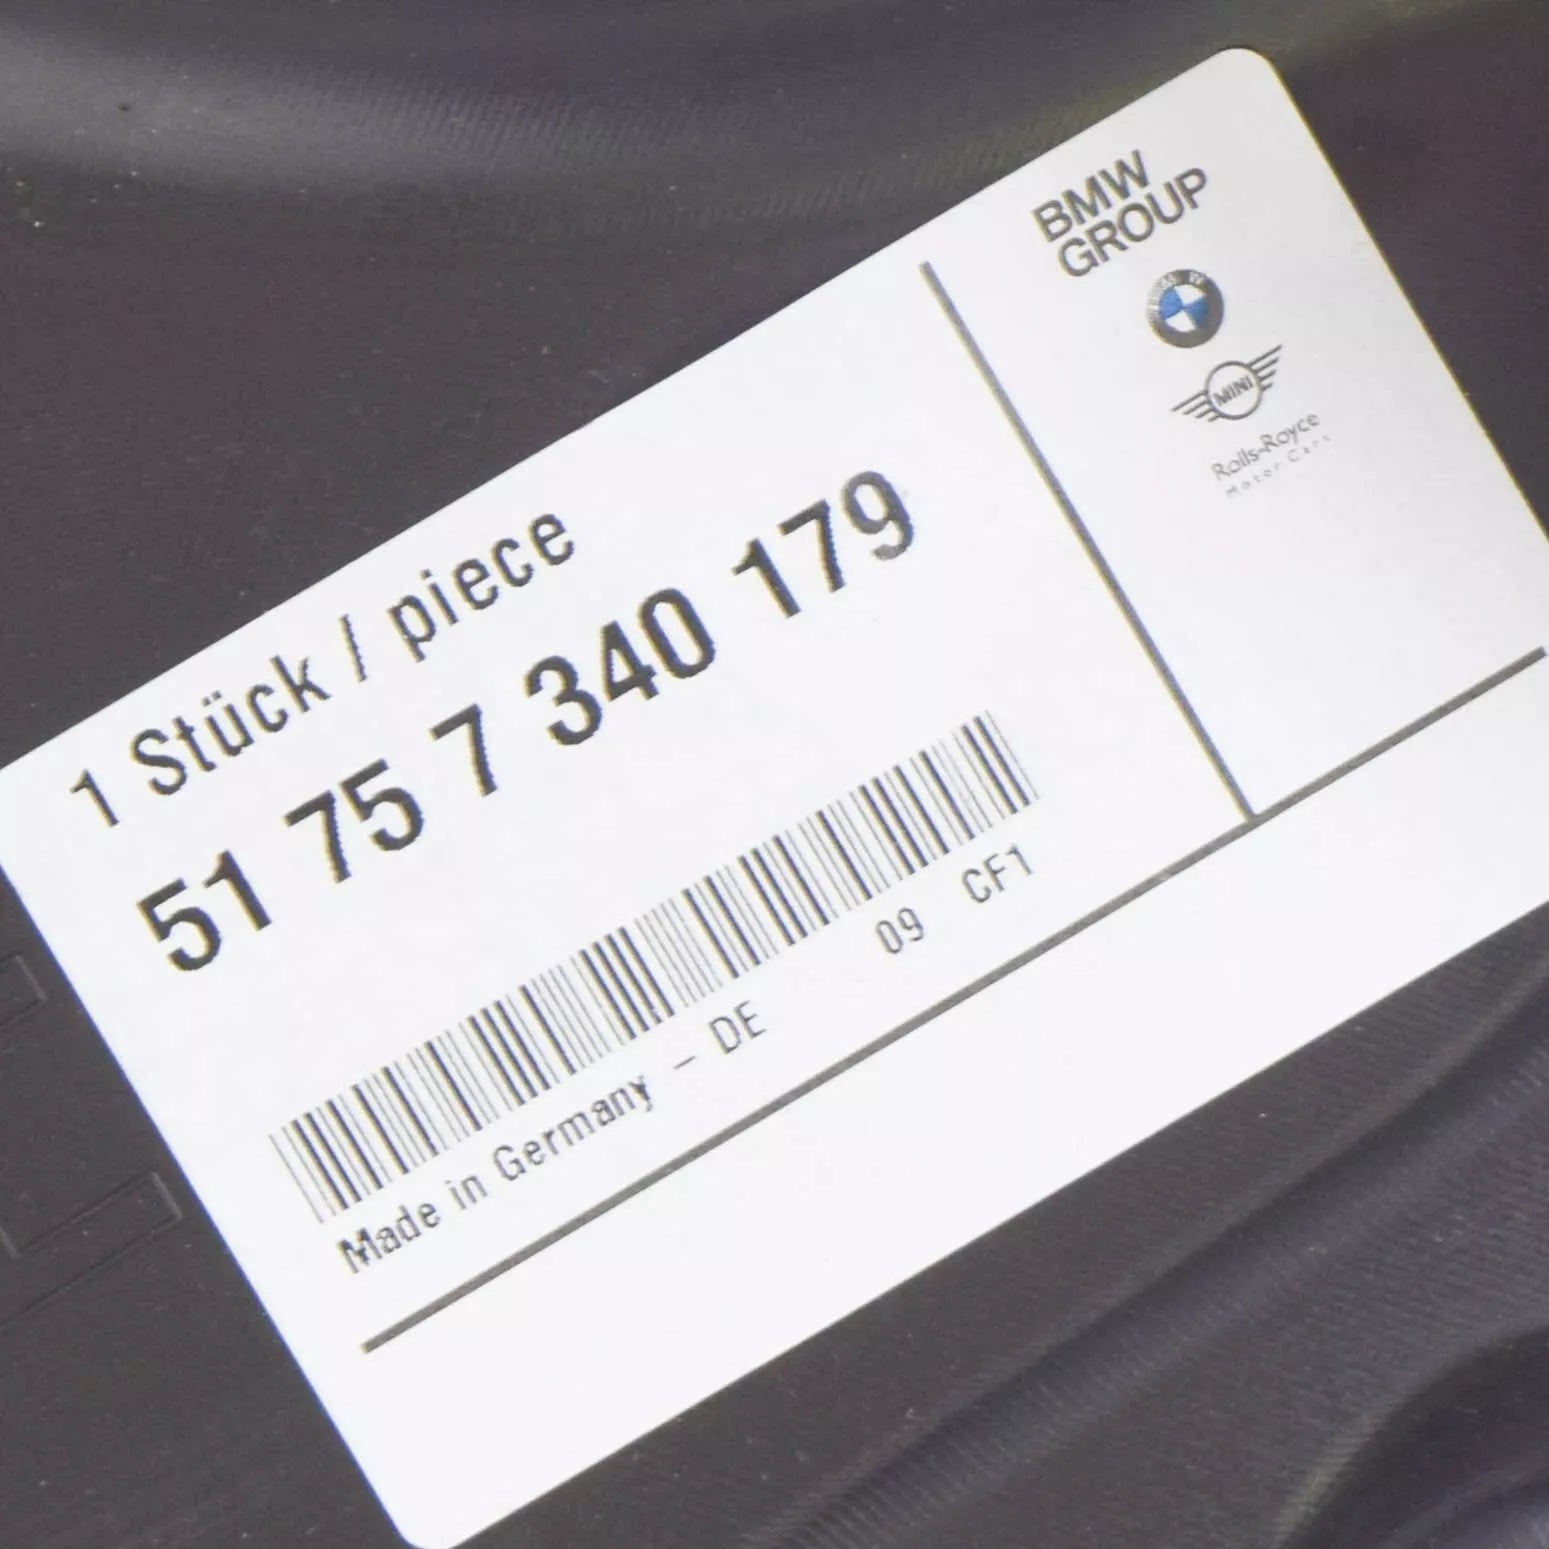 BMW
GROUP
MINI
Rolls-Royce
Motor Cars
1 Stück / piece
51 75 7 340 179
Made in Germany - DE 09 CF1